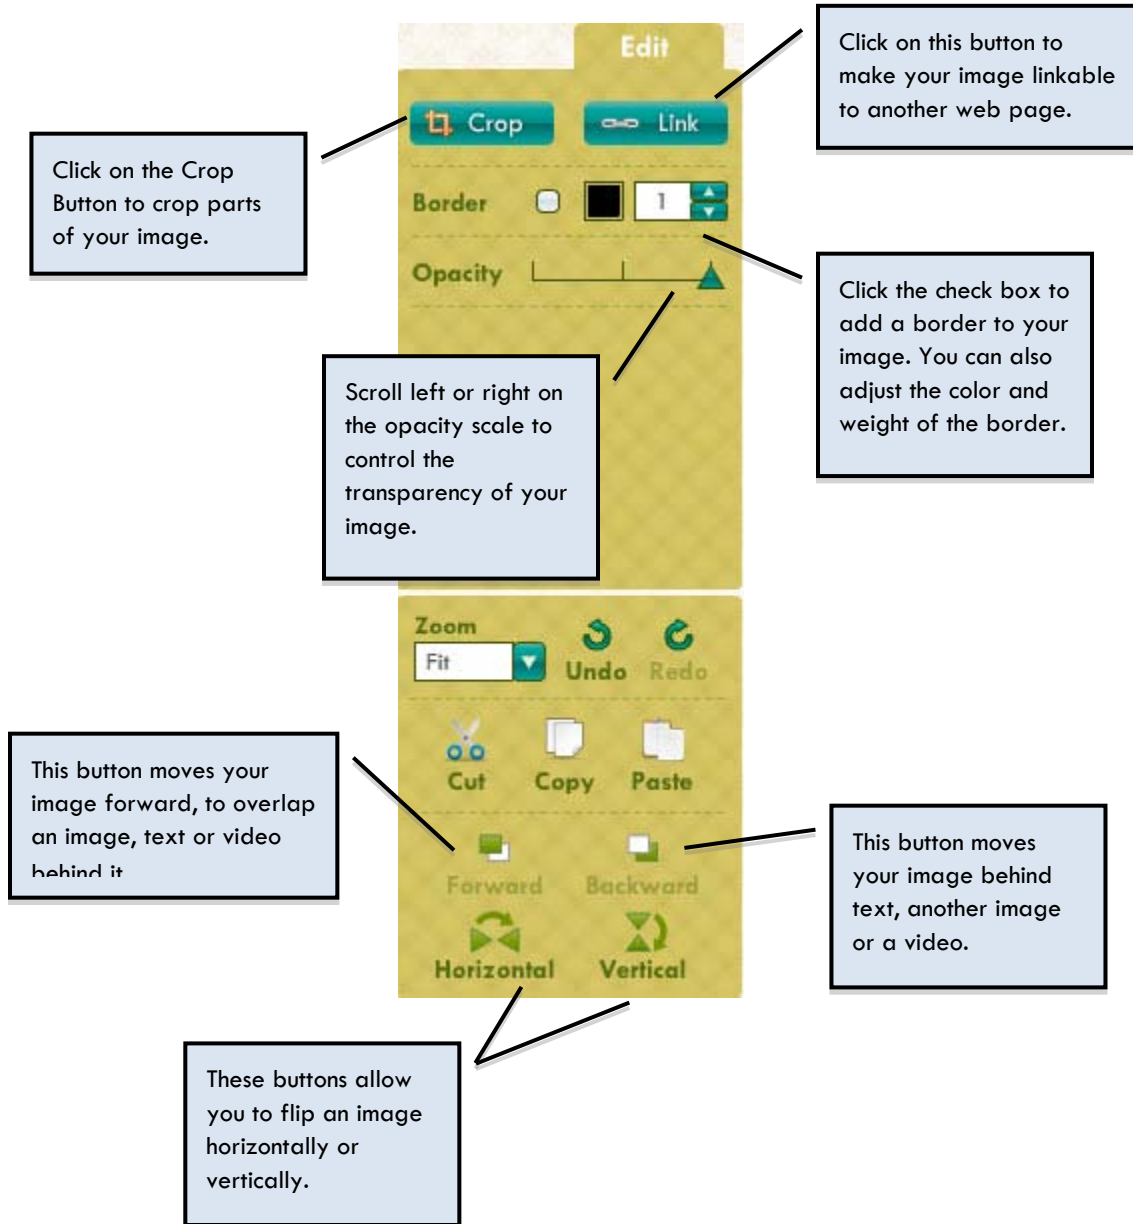 Edit
Click on this button to
make your image linkable
to another web page.
Crop
Link
Click on the Crop
Button to crop parts
of your image.
Border
1
Opacity
Click the check box to
add a border to your
image. You can also
adjust the color and
weight of the border.
Scroll left or right on
the opacity scale to
control the
transparency of your
image.
Zoom
Fit
Undo
Redo
Cut
Copy
Paste
This button moves your
image forward, to overlap
an image, text or video
behind it
Forward
Backward
This button moves
your image behind
text, another image
or a video.
Horizontal
Vertical
These buttons allow
you to flip an image
horizontally or
vertically.